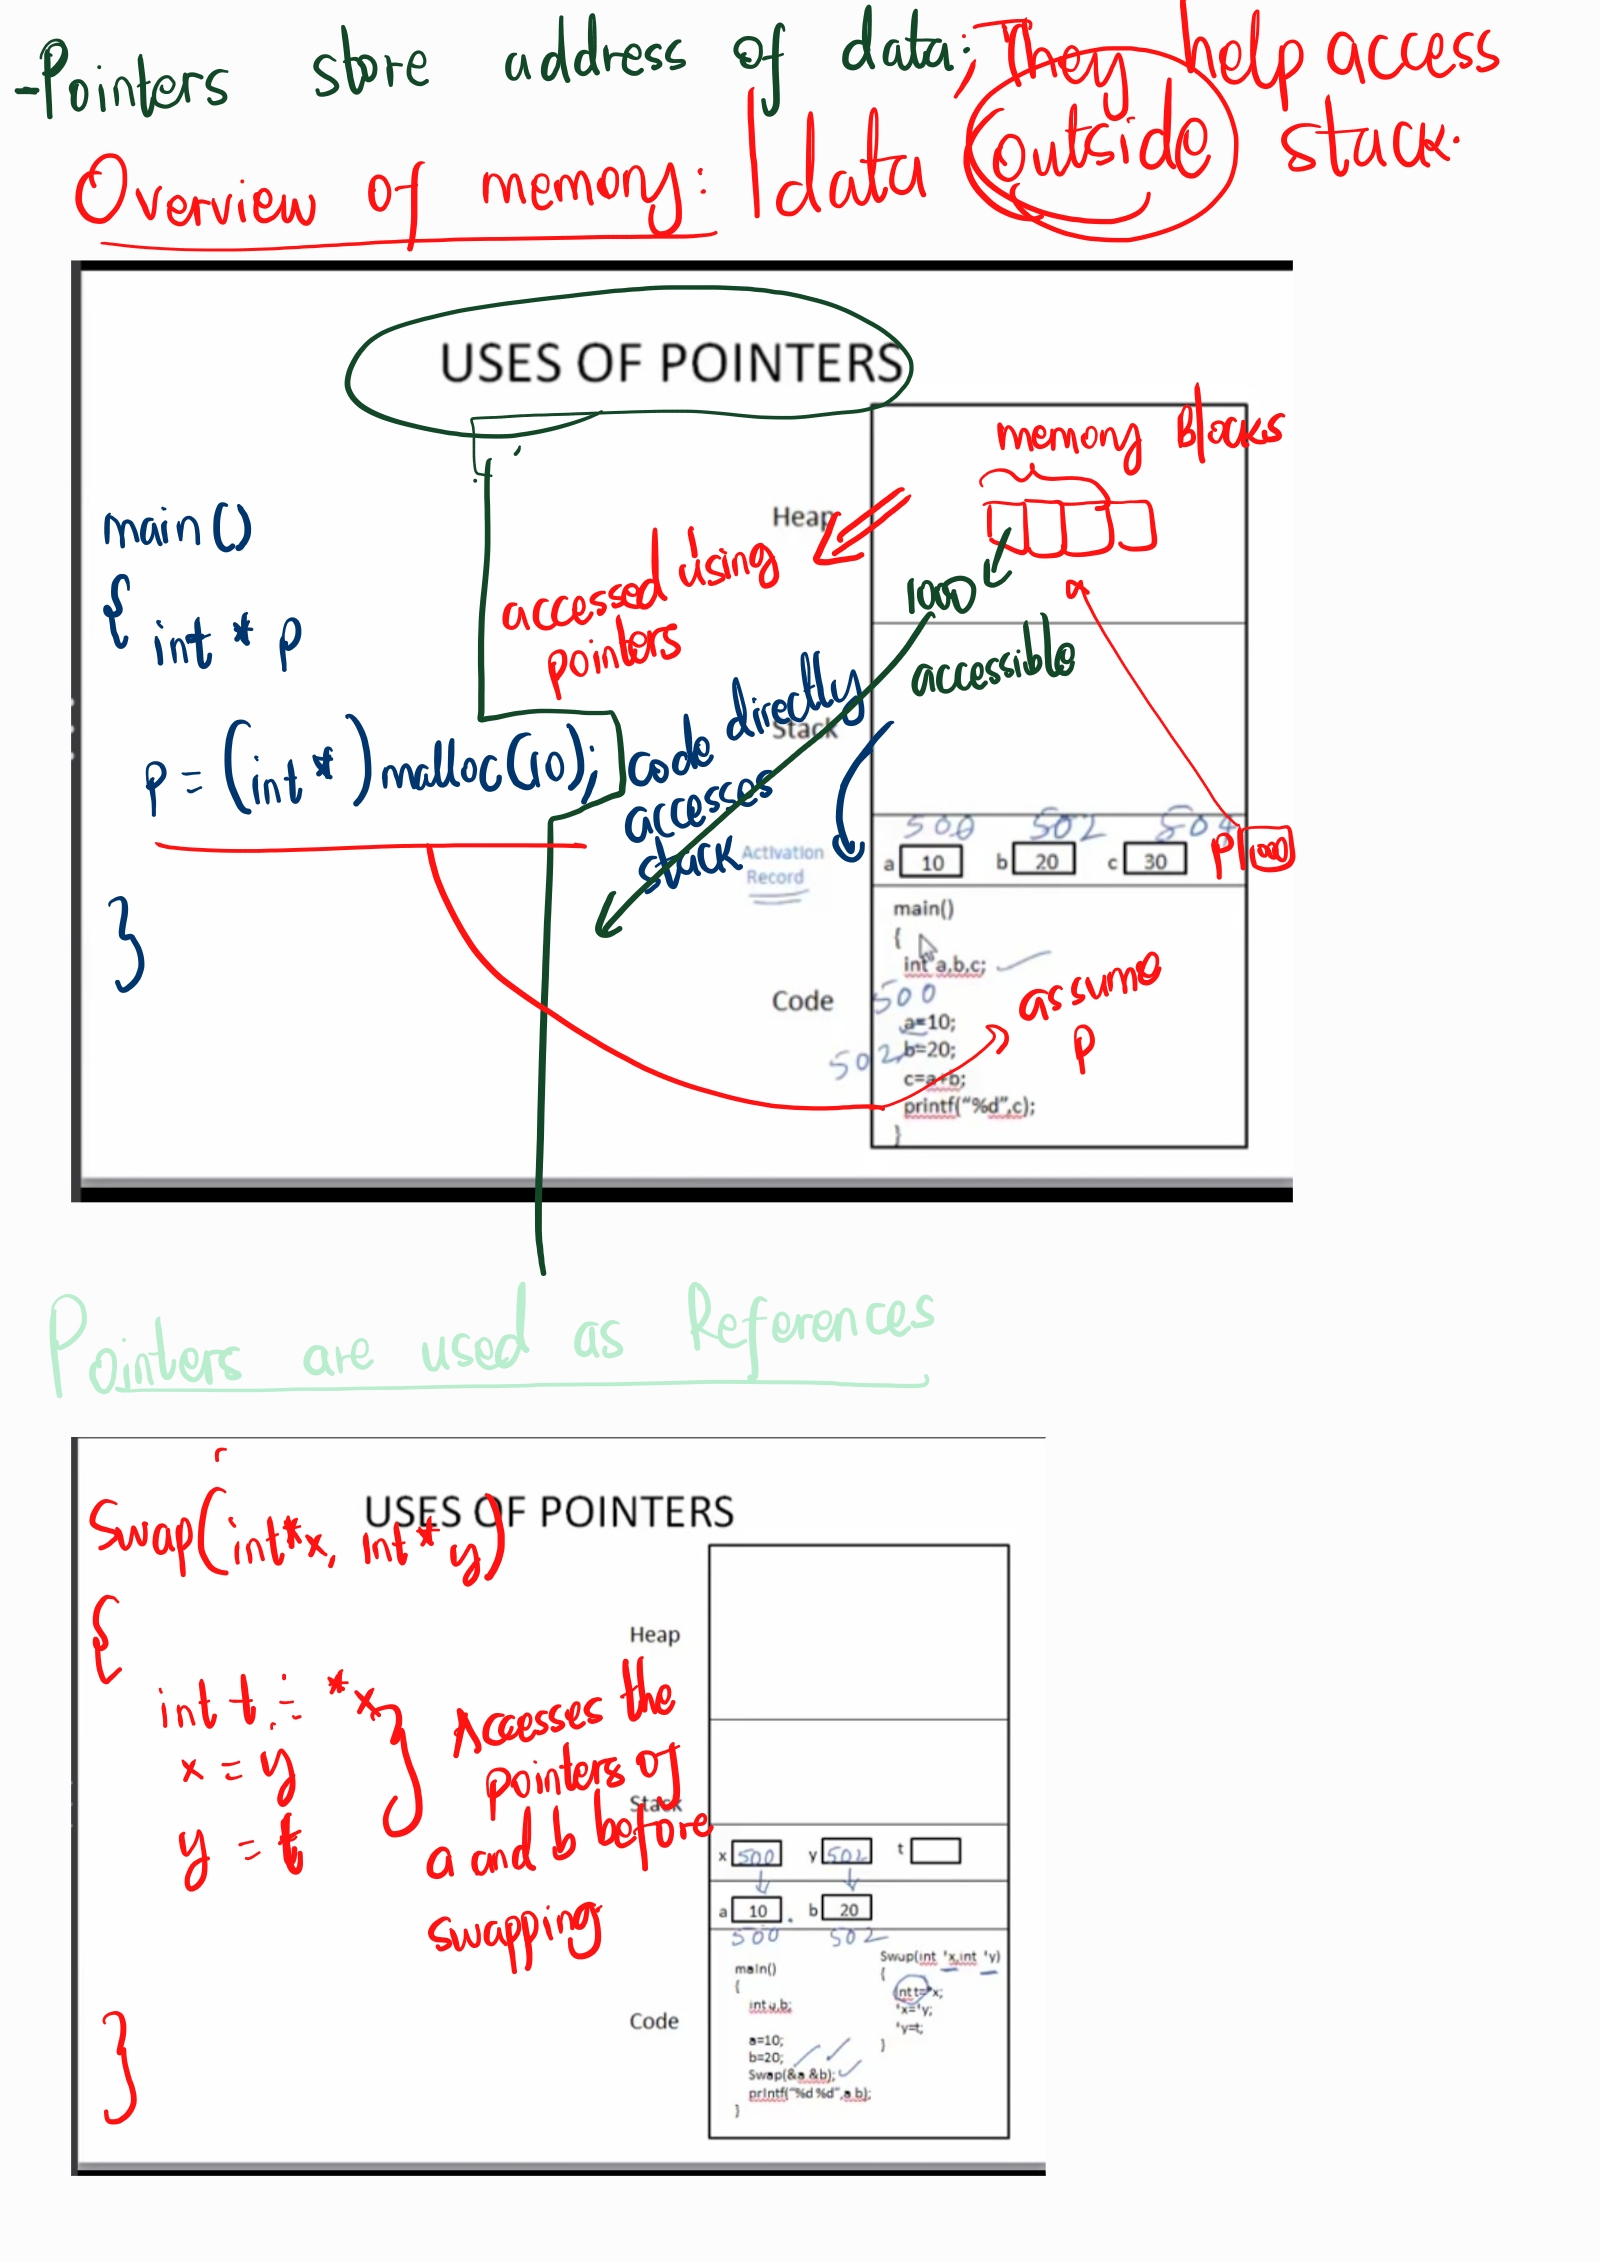 -Pointers store address of data; They help access
Overview of memory: data outside stack.
USES OF POINTERS
memory Blocks
main()
Heap
accessed using
pointers
1000
{
int * p
accessible
Stack
code directly
accesses
stack
p = (int *) malloc(10);
500 502 504
Activation
Record
a 10 b 20 c 30 p 1000
}
main()
{
int a,b,c;
Code
500
a=10;
502 b=20;
c=a+b;
printf("%d",c);
}
assume
p
Pointers are used as References
USES OF POINTERS
Swap(int*x, int*y)
{
Heap
int t = *x
x = y
y = t
Accesses the
pointers of
a and b before
swapping
Stack
x 500 y 502 t
a 10 b 20
500 502
}
Code
main()
{
int a,b;
a=10;
b=20;
Swap(&a &b);
printf("%d %d",a b);
}
Swap(int *x,int *y)
{
int t=*x;
*x=*y;
*y=t;
}